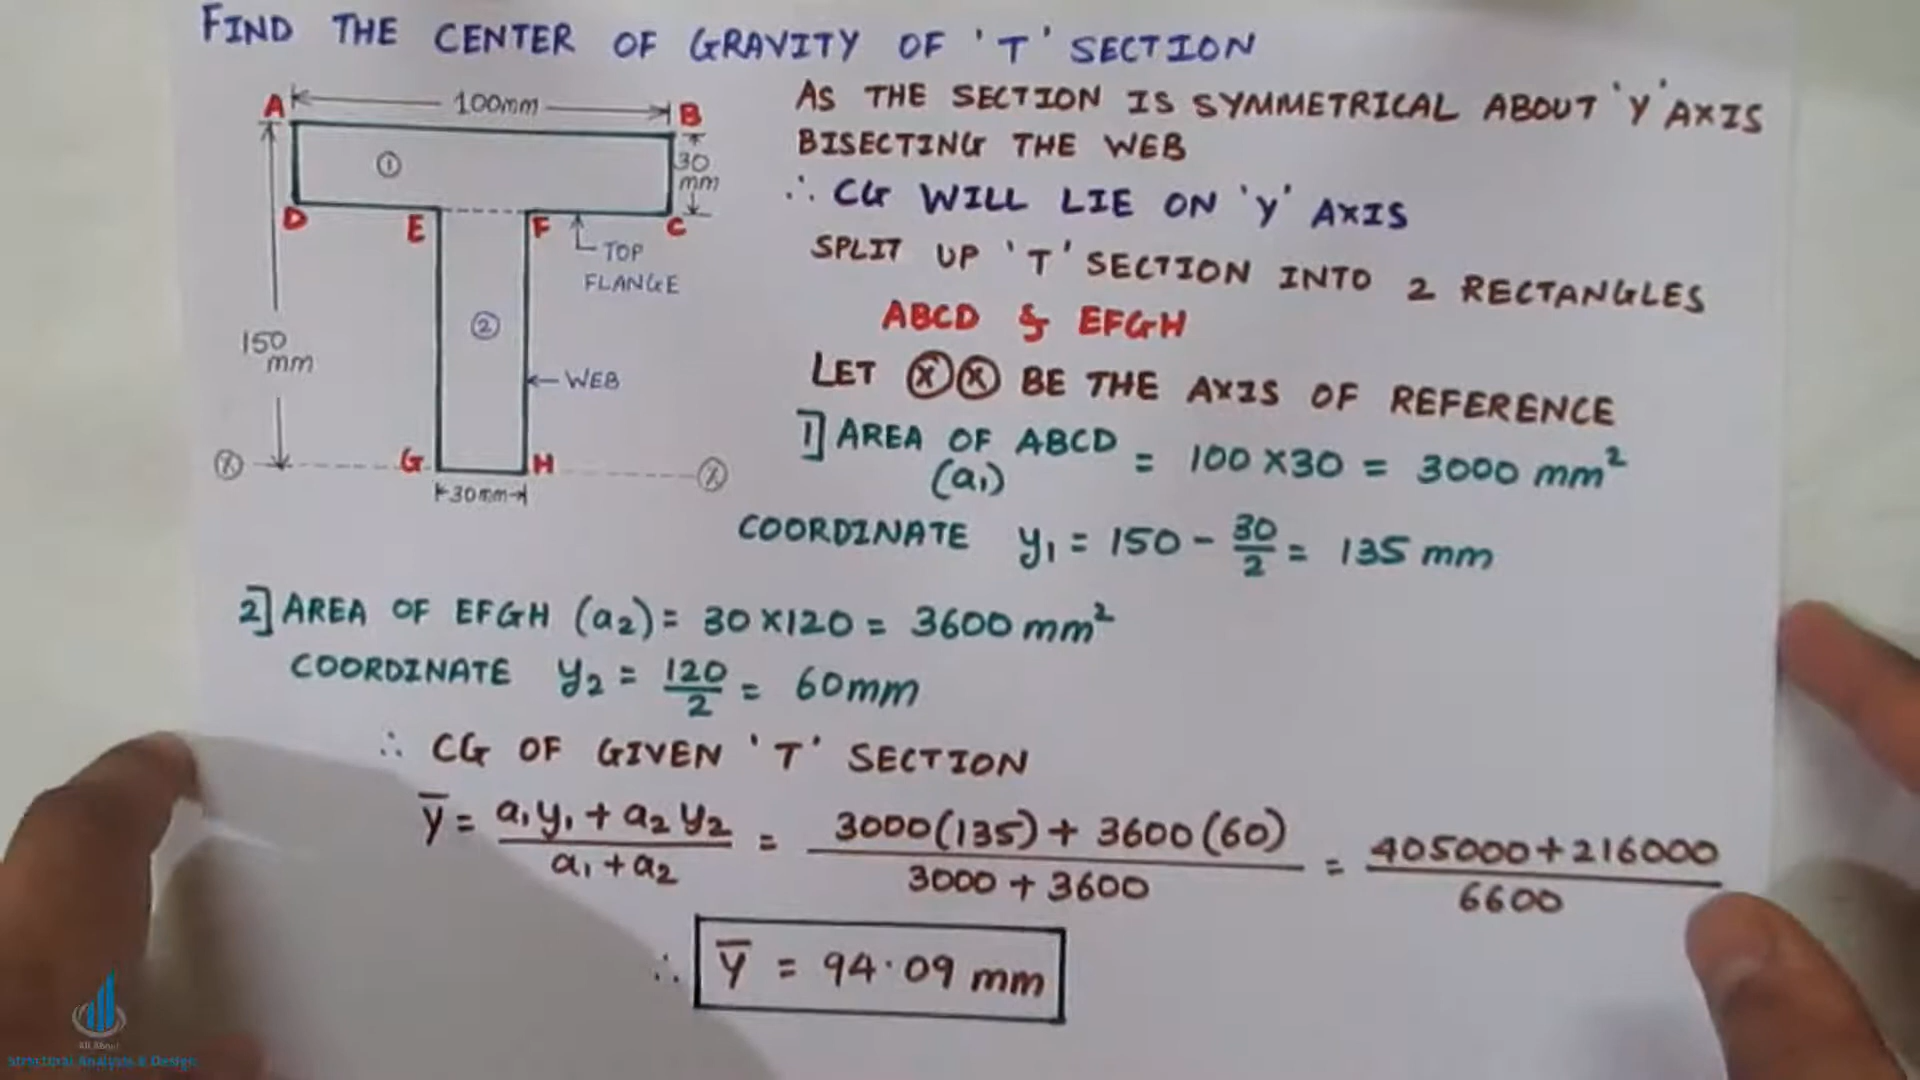 FIND THE CENTER OF GRAVITY OF 'T' SECTION
A 100mm B
① 30 mm
D E F C
TOP FLANGE
150 mm
②
WEB
Ⓧ G H Ⓧ
30mm
AS THE SECTION IS SYMMETRICAL ABOUT 'Y' AXIS
BISECTING THE WEB
∴ CG WILL LIE ON 'Y' AXIS
SPLIT UP 'T' SECTION INTO 2 RECTANGLES
ABCD & EFGH
LET ⓍⓍ BE THE AXIS OF REFERENCE
1] AREA OF ABCD (a₁) = 100 X 30 = 3000 mm²
COORDINATE y₁ = 150 - 30/2 = 135 mm
2] AREA OF EFGH (a₂) = 30 X 120 = 3600 mm²
COORDINATE y₂ = 120/2 = 60mm
∴ CG OF GIVEN 'T' SECTION
ȳ = (a₁y₁ + a₂y₂)/(a₁ + a₂) = (3000(135) + 3600(60))/(3000 + 3600) = (405000 + 216000)/6600
∴ ȳ = 94.09 mm
All About
Structural Analysis & Design